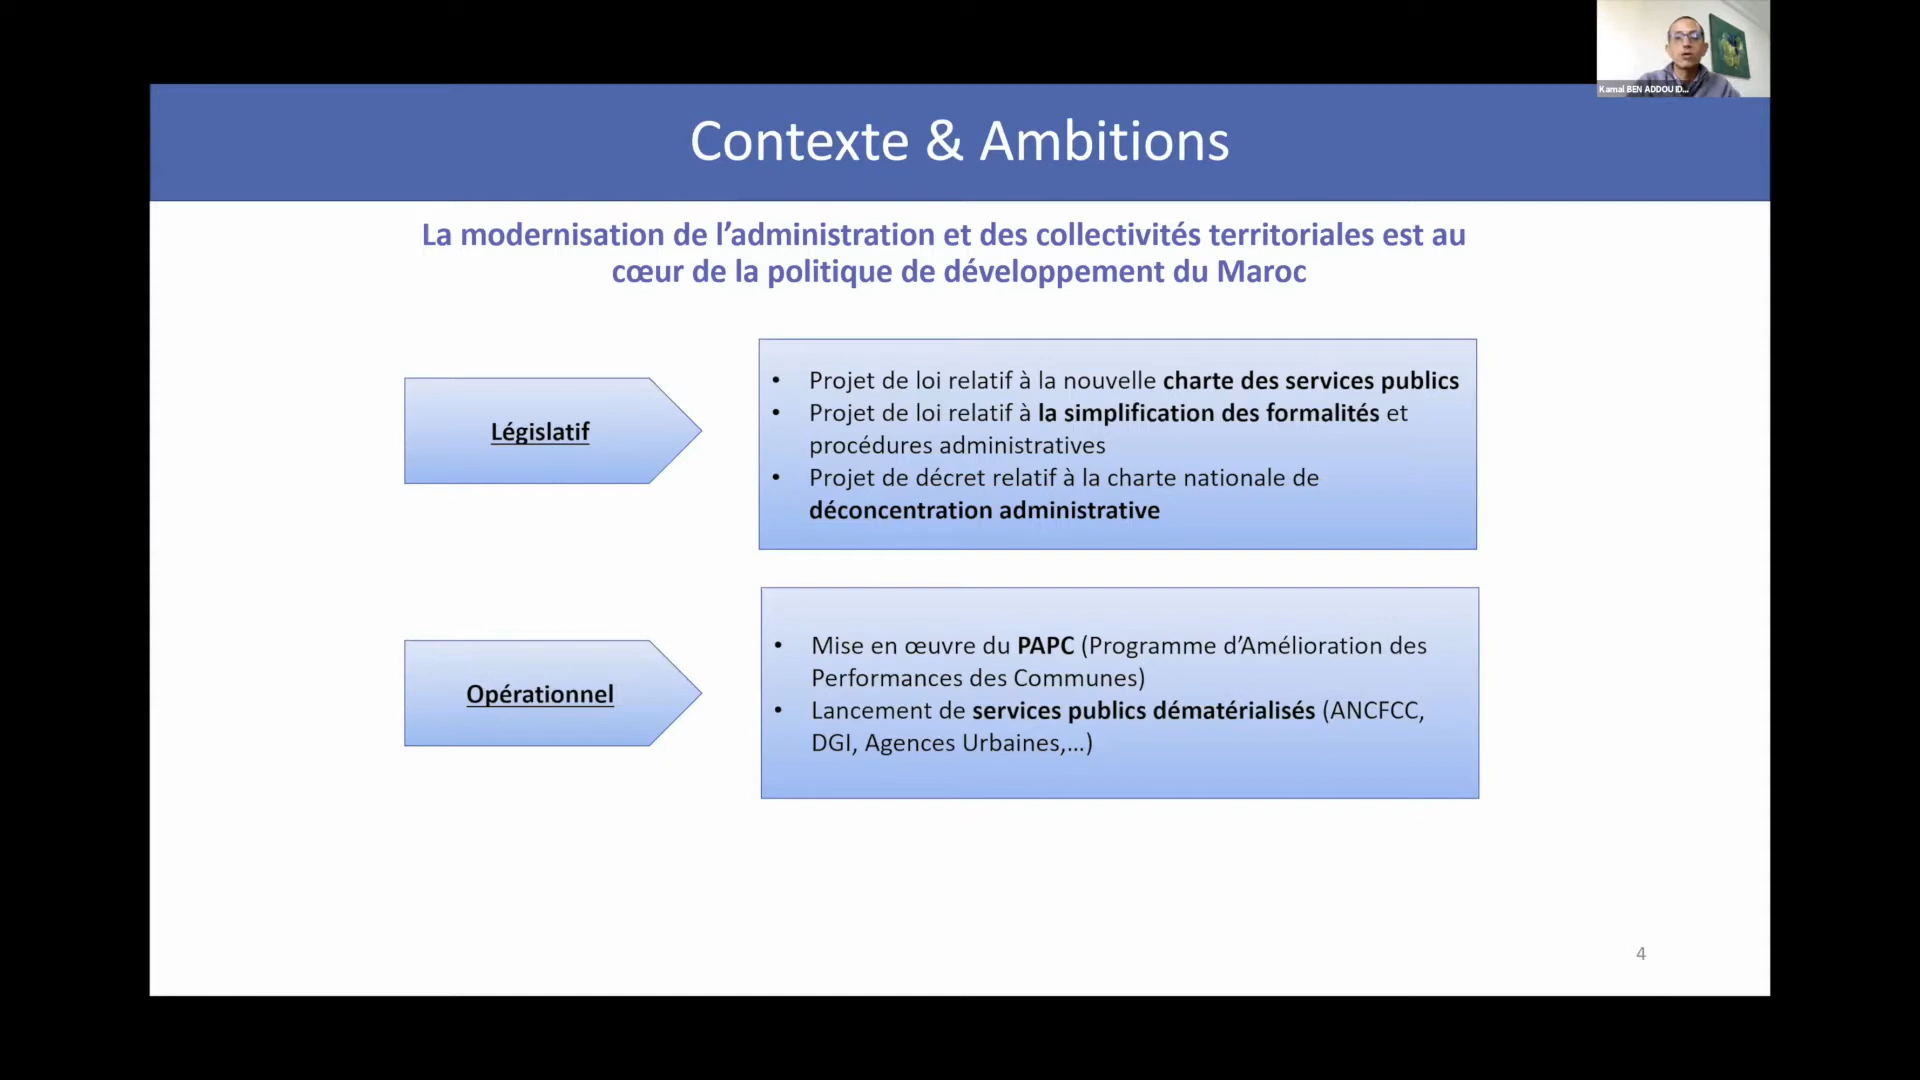 Kamal BEN ADDOU ID...
Contexte & Ambitions
La modernisation de l’administration et des collectivités territoriales est au
cœur de la politique de développement du Maroc
Législatif
• Projet de loi relatif à la nouvelle charte des services publics
• Projet de loi relatif à la simplification des formalités et
procédures administratives
• Projet de décret relatif à la charte nationale de
déconcentration administrative
Opérationnel
• Mise en œuvre du PAPC (Programme d’Amélioration des
Performances des Communes)
• Lancement de services publics dématérialisés (ANCFCC,
DGI, Agences Urbaines,...)
4